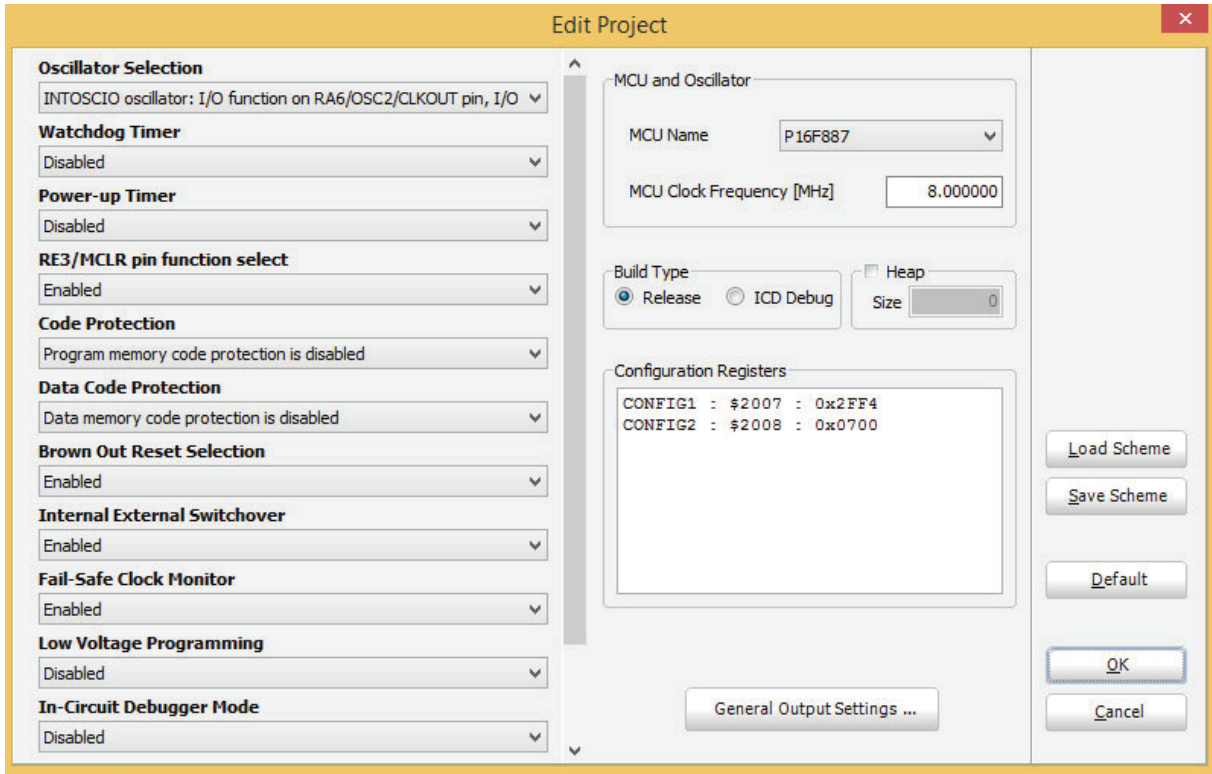 Edit Project
Oscillator Selection
INTOSCIO oscillator: I/O function on RA6/OSC2/CLKOUT pin, I/O
Watchdog Timer
Disabled
Power-up Timer
Disabled
RE3/MCLR pin function select
Enabled
Code Protection
Program memory code protection is disabled
Data Code Protection
Data memory code protection is disabled
Brown Out Reset Selection
Enabled
Internal External Switchover
Enabled
Fail-Safe Clock Monitor
Enabled
Low Voltage Programming
Disabled
In-Circuit Debugger Mode
Disabled
MCU and Oscillator
MCU Name P16F887
MCU Clock Frequency [MHz] 8.000000
Build Type
Release ICD Debug
Heap
Size 0
Configuration Registers
CONFIG1 : $2007 : 0x2FF4
CONFIG2 : $2008 : 0x0700
General Output Settings ...
Load Scheme
Save Scheme
Default
OK
Cancel